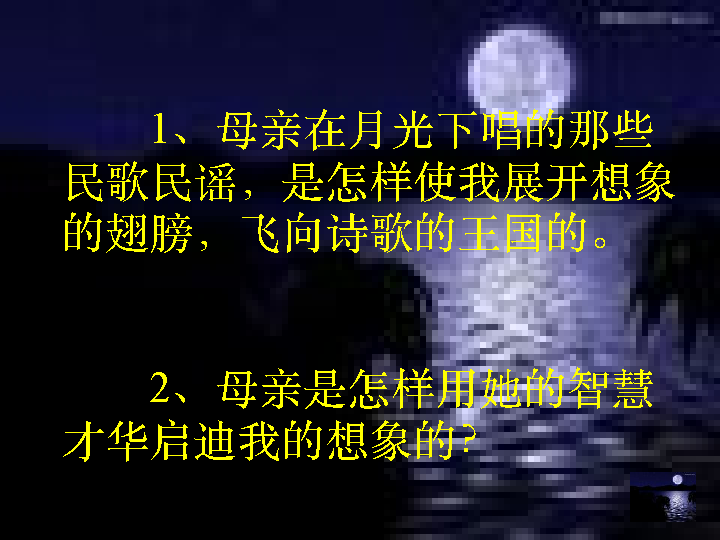 1、母亲在月光下唱的那些
民歌民谣，是怎样使我展开想象
的翅膀，飞向诗歌的王国的。
2、母亲是怎样用她的智慧
才华启迪我的想象的？